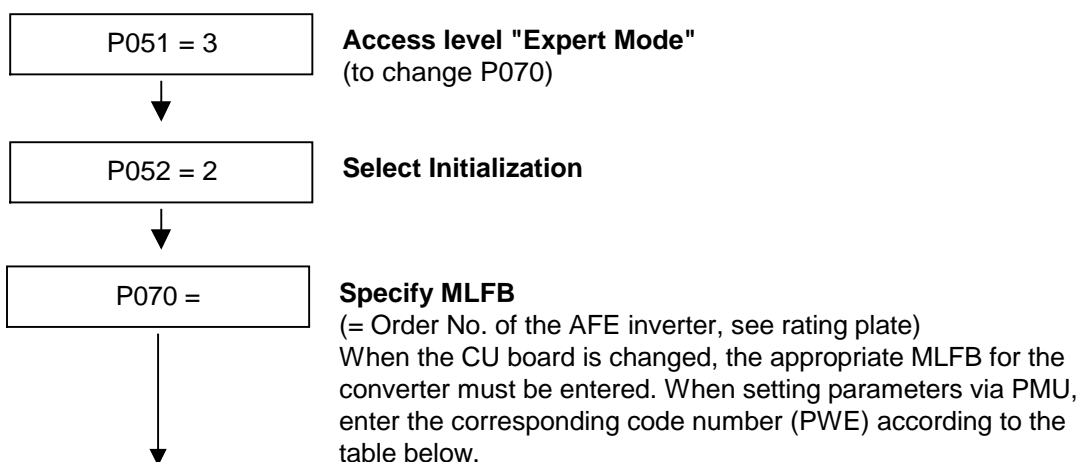 P051 = 3
Access level "Expert Mode"
(to change P070)
P052 = 2
Select Initialization
P070 =
Specify MLFB
(= Order No. of the AFE inverter, see rating plate)
When the CU board is changed, the appropriate MLFB for the
converter must be entered. When setting parameters via PMU,
enter the corresponding code number (PWE) according to the
table below.